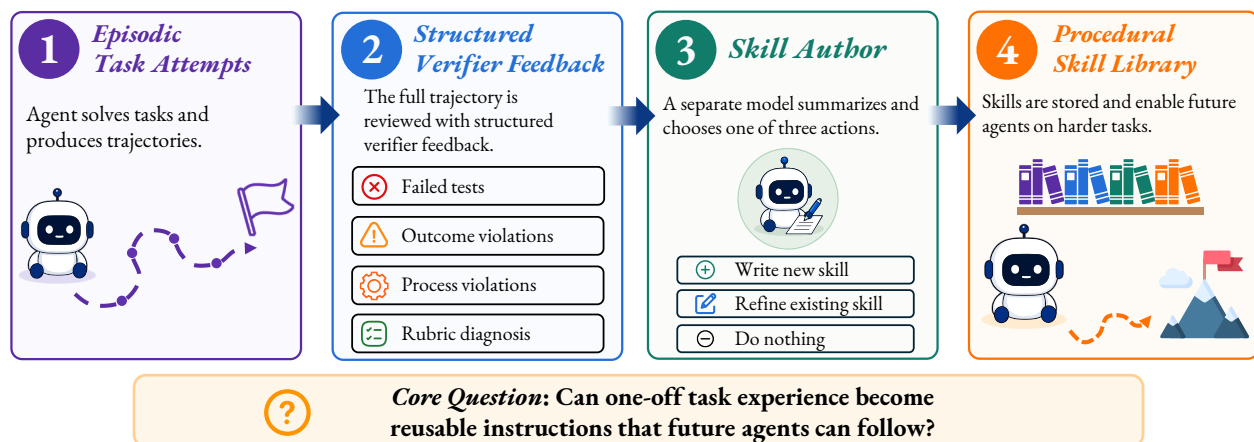 1
Episodic
Task Attempts
Agent solves tasks and
produces trajectories.
2
Structured
Verifier Feedback
The full trajectory is
reviewed with structured
verifier feedback.
Failed tests
Outcome violations
Process violations
Rubric diagnosis
3
Skill Author
A separate model summarizes and
chooses one of three actions.
Write new skill
Refine existing skill
Do nothing
4
Procedural
Skill Library
Skills are stored and enable future
agents on harder tasks.
?
Core Question: Can one-off task experience become
reusable instructions that future agents can follow?